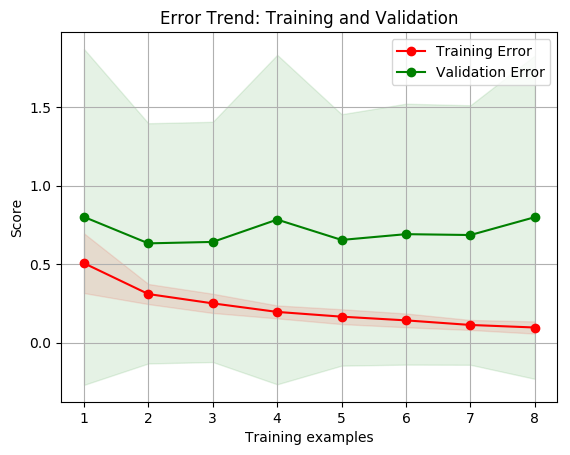 Error Trend: Training and Validation
Training Error
Validation Error
Score
1.5
1.0
0.5
0.0
1 2 3 4 5 6 7 8
Training examples